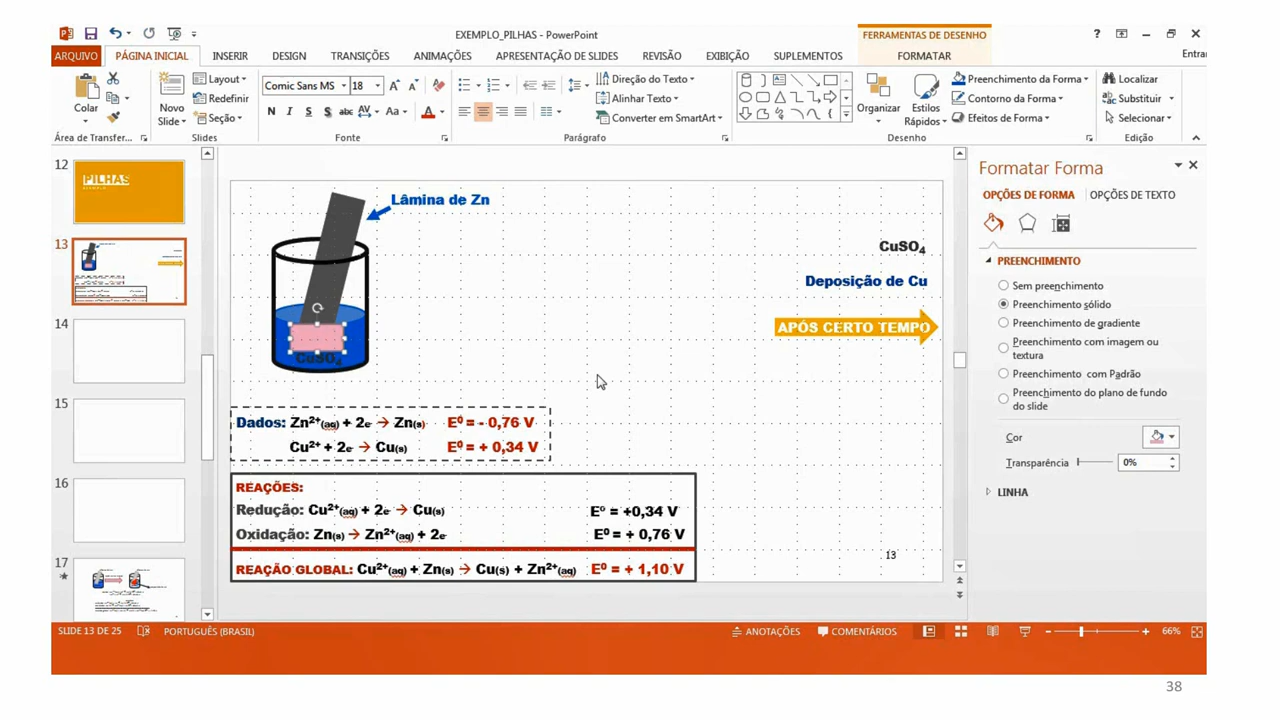 EXEMPLO_PILHAS - PowerPoint
FERRAMENTAS DE DESENHO
?
ARQUIVO PÁGINA INICIAL INSERIR DESIGN TRANSIÇÕES ANIMAÇÕES APRESENTAÇÃO DE SLIDES REVISÃO EXIBIÇÃO SUPLEMENTOS FORMATAR Entrar
Colar
Área de Transfer...
Novo
Slide
Layout
Redefinir
Seção
Slides
Comic Sans MS 18
N I S S abc AV Aa A
Fonte
Direção do Texto
Alinhar Texto
Converter em SmartArt
Parágrafo
Organizar
Estilos
Rápidos
Preenchimento da Forma
Contorno da Forma
Efeitos de Forma
Desenho
Localizar
Substituir
Selecionar
Edição
12
PILHAS
13
14
15
16
17
Lâmina de Zn
CuSO₄
CuSO₄
Deposição de Cu
APÓS CERTO TEMPO
Dados: Zn²⁺(aq) + 2e- → Zn(s) E⁰ = - 0,76 V
Cu²⁺ + 2e- → Cu(s) E⁰ = + 0,34 V
REAÇÕES:
Redução: Cu²⁺(aq) + 2e- → Cu(s) E⁰ = +0,34 V
Oxidação: Zn(s) → Zn²⁺(aq) + 2e- E⁰ = + 0,76 V
REAÇÃO GLOBAL: Cu²⁺(aq) + Zn(s) → Cu(s) + Zn²⁺(aq) E⁰ = + 1,10 V
13
Formatar Forma
OPÇÕES DE FORMA OPÇÕES DE TEXTO
PREENCHIMENTO
Sem preenchimento
Preenchimento sólido
Preenchimento de gradiente
Preenchimento com imagem ou
textura
Preenchimento com Padrão
Preenchimento do plano de fundo
do slide
Cor
Transparência 0%
LINHA
SLIDE 13 DE 25 PORTUGUÊS (BRASIL) ANOTAÇÕES COMENTÁRIOS 66%
38